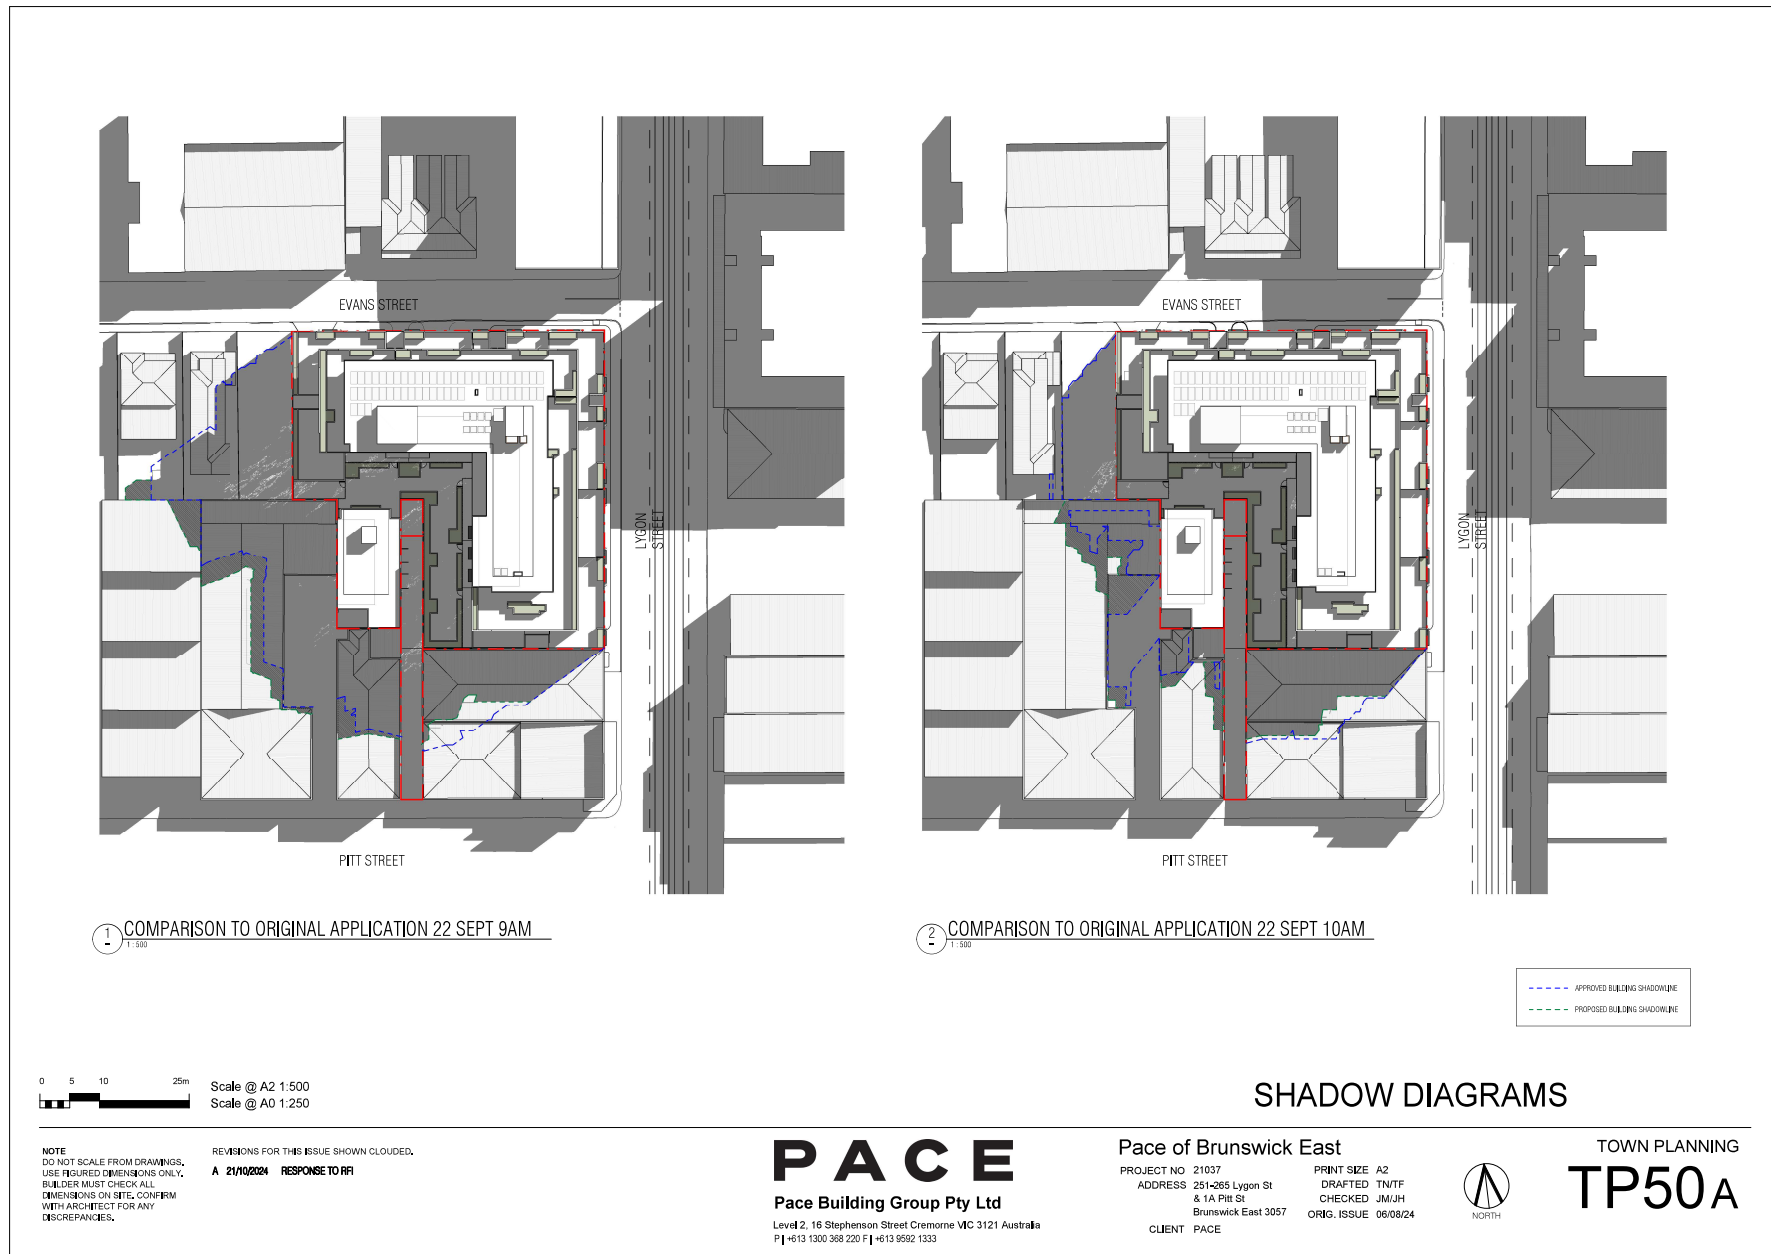 EVANS STREET
LYGON
STREET
PITT STREET
EVANS STREET
LYGON
STREET
PITT STREET
1
-
COMPARISON TO ORIGINAL APPLICATION 22 SEPT 9AM
1 : 500
2
-
COMPARISON TO ORIGINAL APPLICATION 22 SEPT 10AM
1 : 500
APPROVED BUILDING SHADOWLINE
PROPOSED BUILDING SHADOWLINE
0 5 10 25m
Scale @ A2 1:500
Scale @ A0 1:250
SHADOW DIAGRAMS
NOTE
DO NOT SCALE FROM DRAWINGS.
USE FIGURED DIMENSIONS ONLY.
BUILDER MUST CHECK ALL
DIMENSIONS ON SITE. CONFIRM
WITH ARCHITECT FOR ANY
DISCREPANCIES.
REVISIONS FOR THIS ISSUE SHOWN CLOUDED.
A 21/10/2024 RESPONSE TO RFI
PACE
Pace Building Group Pty Ltd
Level 2, 16 Stephenson Street Cremorne VIC 3121 Australia
P | +613 1300 368 220 F | +613 9592 1333
Pace of Brunswick East
PROJECT NO 21037
ADDRESS 251-265 Lygon St
& 1A Pitt St
Brunswick East 3057
CLIENT PACE
PRINT SIZE A2
DRAFTED TN/TF
CHECKED JM/JH
ORIG. ISSUE 06/08/24
NORTH
TOWN PLANNING
TP50 A